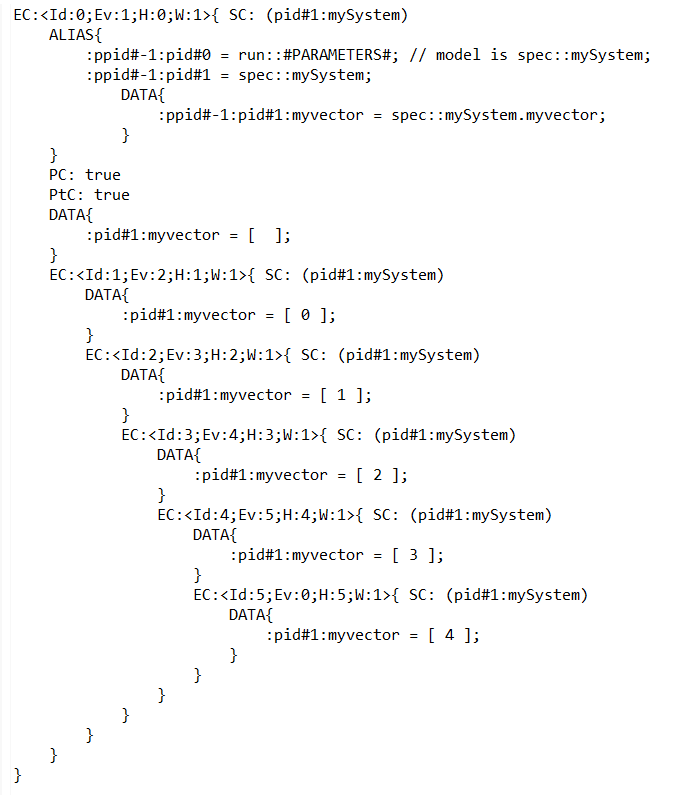 EC:<Id:0;Ev:1;H:0;W:1>{ SC: (pid#1:mySystem)
    ALIAS{
        :ppid#-1:pid#0 = run::#PARAMETERS#; // model is spec::mySystem;
        :ppid#-1:pid#1 = spec::mySystem;
            DATA{
                :ppid#-1:pid#1:myvector = spec::mySystem.myvector;
            }
    }
    PC: true
    PtC: true
    DATA{
        :pid#1:myvector = [  ];
    }
    EC:<Id:1;Ev:2;H:1;W:1>{ SC: (pid#1:mySystem)
        DATA{
            :pid#1:myvector = [ 0 ];
        }
        EC:<Id:2;Ev:3;H:2;W:1>{ SC: (pid#1:mySystem)
            DATA{
                :pid#1:myvector = [ 1 ];
            }
            EC:<Id:3;Ev:4;H:3;W:1>{ SC: (pid#1:mySystem)
                DATA{
                    :pid#1:myvector = [ 2 ];
                }
                EC:<Id:4;Ev:5;H:4;W:1>{ SC: (pid#1:mySystem)
                    DATA{
                        :pid#1:myvector = [ 3 ];
                    }
                    EC:<Id:5;Ev:0;H:5;W:1>{ SC: (pid#1:mySystem)
                        DATA{
                            :pid#1:myvector = [ 4 ];
                        }
                    }
                }
            }
        }
    }
}